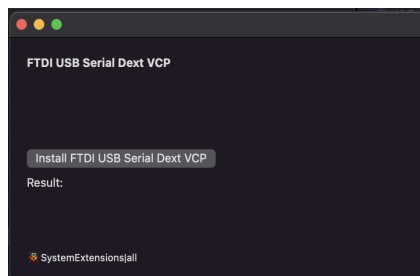 FTDI USB Serial Dext VCP
Install FTDI USB Serial Dext VCP
Result:
SystemExtensions|all